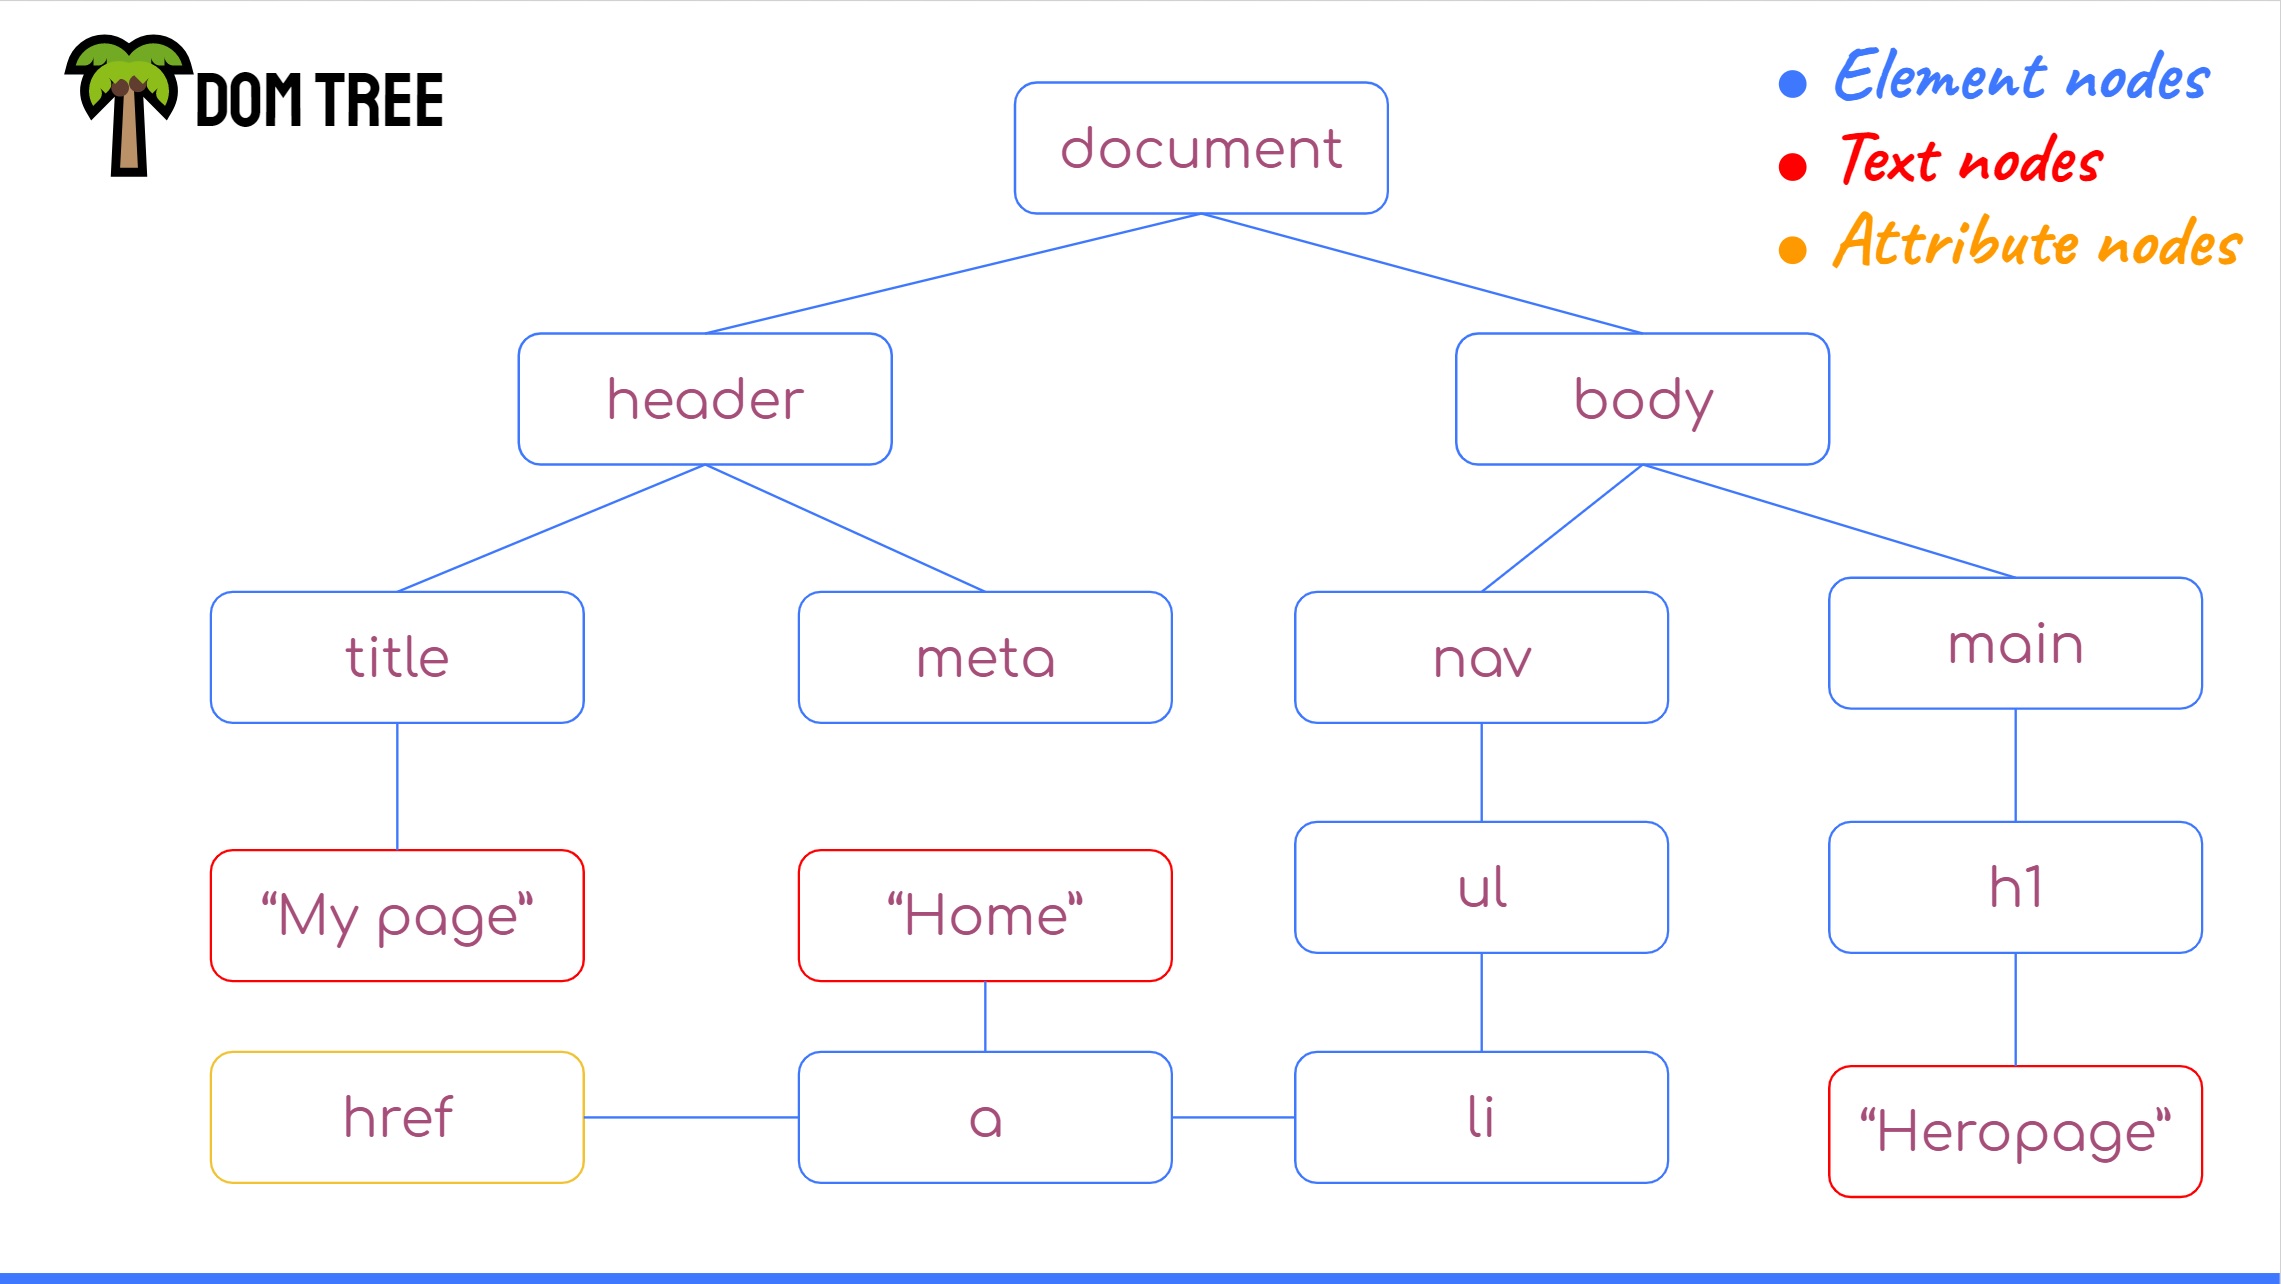 DOM TREE
Element nodes
Text nodes
Attribute nodes
document
header
body
title
meta
nav
main
“My page”
“Home”
ul
h1
href
a
li
“Heropage”